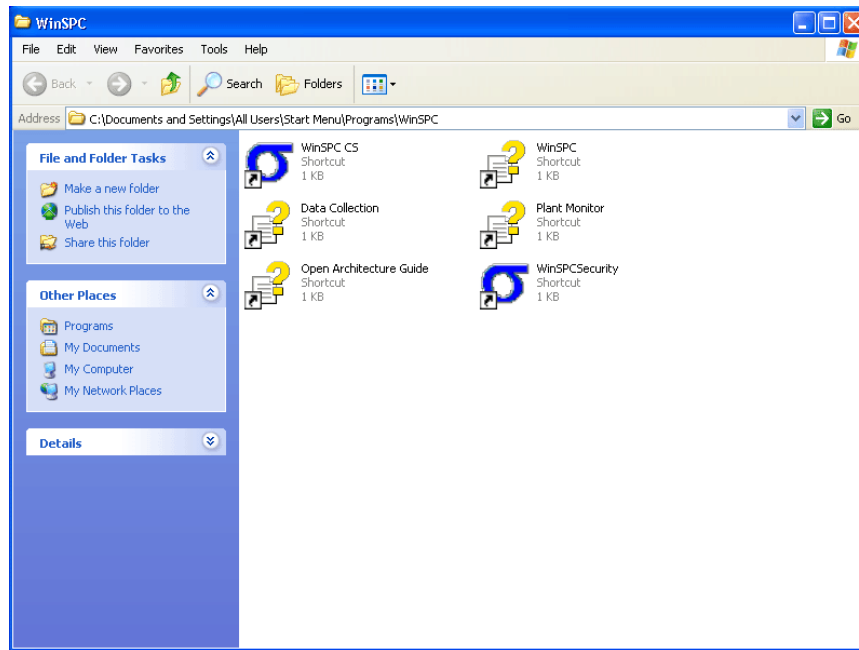 WinSPC
File Edit View Favorites Tools Help
Back Search Folders
Address C:\Documents and Settings\All Users\Start Menu\Programs\WinSPC Go
File and Folder Tasks
Make a new folder
Publish this folder to the
Web
Share this folder
Other Places
Programs
My Documents
My Computer
My Network Places
Details
WinSPC CS
Shortcut
1 KB
WinSPC
Shortcut
1 KB
Data Collection
Shortcut
1 KB
Plant Monitor
Shortcut
1 KB
Open Architecture Guide
Shortcut
1 KB
WinSPCSecurity
Shortcut
1 KB